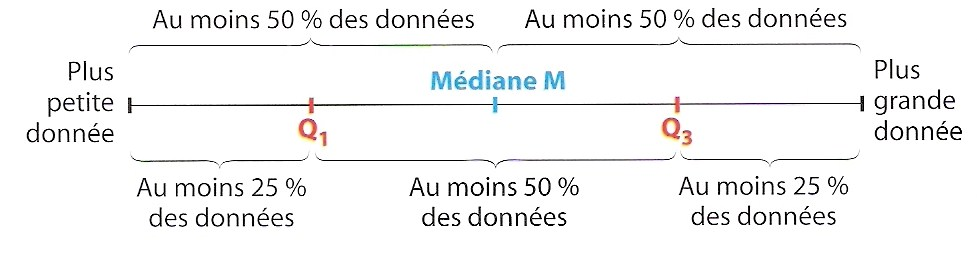 Au moins 50 % des données
Au moins 50 % des données
Plus
petite
donnée
Médiane M
Plus
grande
donnée
Q1
Q3
Au moins 25 %
des données
Au moins 50 %
des données
Au moins 25 %
des données